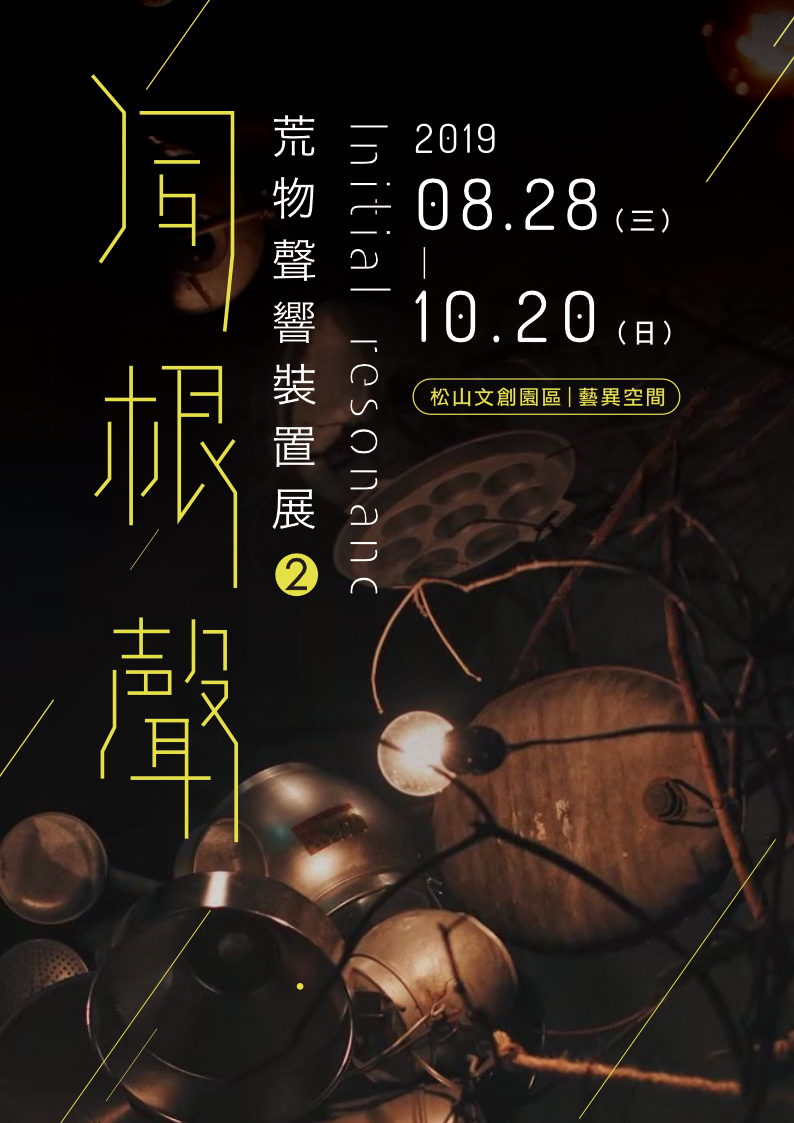 同根聲
荒物聲響裝置展2
Initial resonanc
2019
08.28（三）
|
10.20（日）
松山文創園區|藝異空間